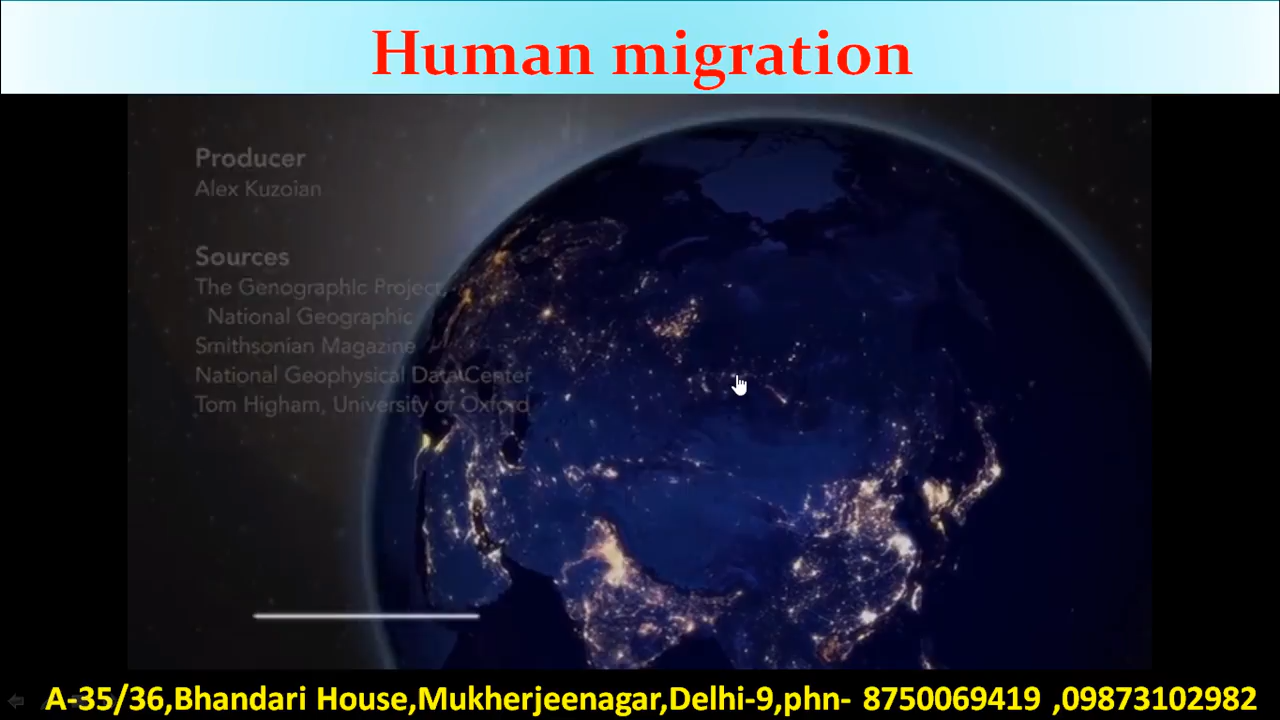 Human migration
Producer
Alex Kuzoian
Sources
The Genographic Project,
National Geographic
Smithsonian Magazine
National Geophysical Data Center
Tom Higham, University of Oxford
A-35/36,Bhandari House,Mukherjeenagar,Delhi-9,phn- 8750069419 ,09873102982